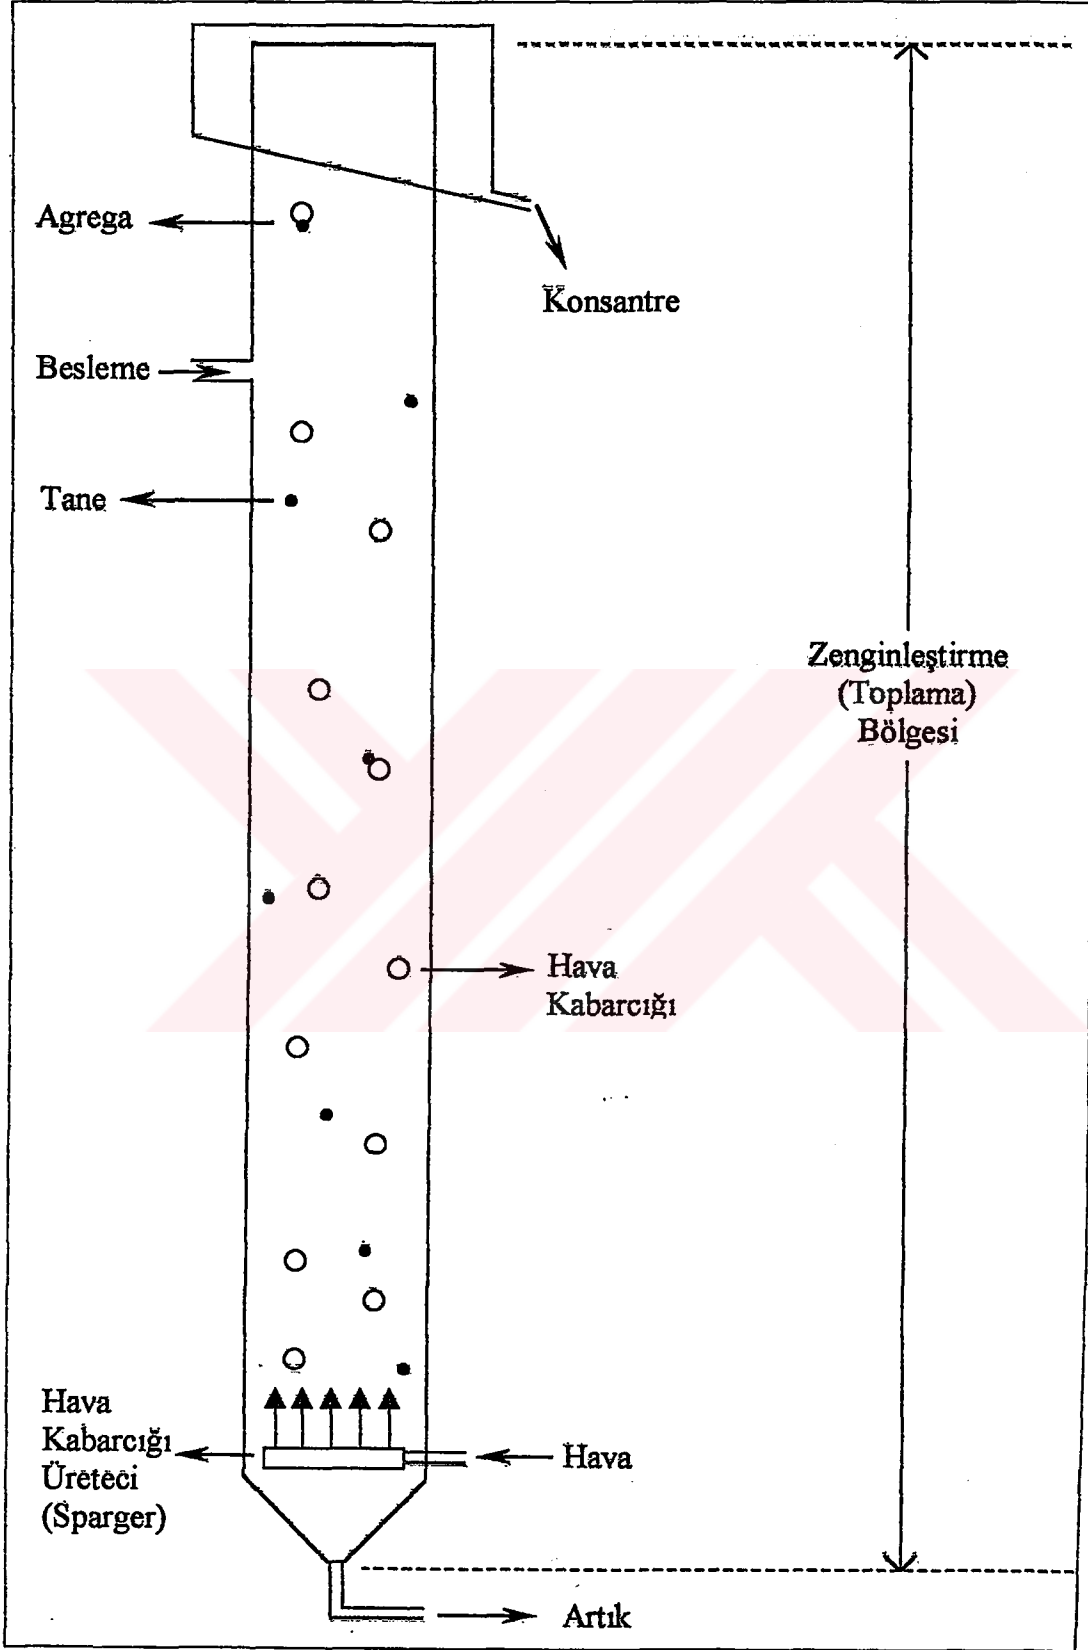 Agrega
Konsantre
Besleme
Tane
Zenginleştirme
(Toplama)
Bölgesi
Hava
Kabarcığı
Hava
Kabarcığı
Üreteci
(Sparger)
Hava
Artık